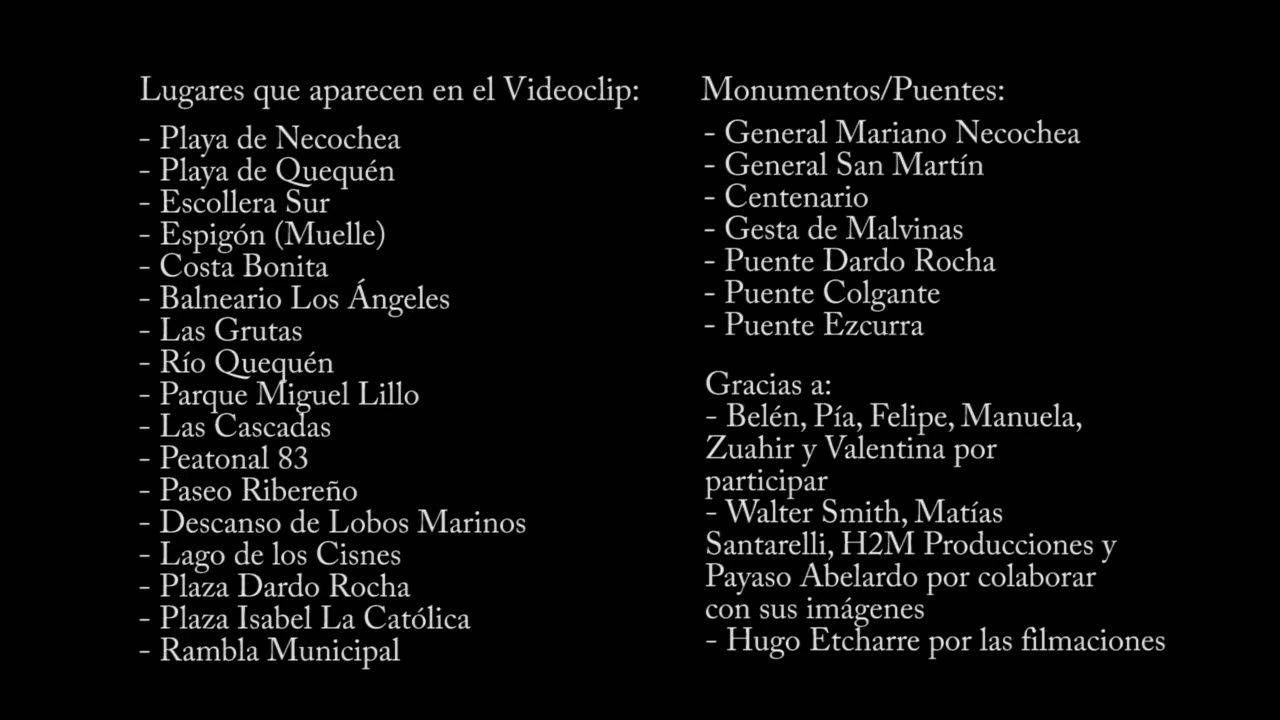 Lugares que aparecen en el Videoclip:
- Playa de Necochea
- Playa de Quequén
- Escollera Sur
- Espigón (Muelle)
- Costa Bonita
- Balneario Los Ángeles
- Las Grutas
- Río Quequén
- Parque Miguel Lillo
- Las Cascadas
- Peatonal 83
- Paseo Ribereño
- Descanso de Lobos Marinos
- Lago de los Cisnes
- Plaza Dardo Rocha
- Plaza Isabel La Católica
- Rambla Municipal
Monumentos/Puentes:
- General Mariano Necochea
- General San Martín
- Centenario
- Gesta de Malvinas
- Puente Dardo Rocha
- Puente Colgante
- Puente Ezcurra
Gracias a:
- Belén, Pía, Felipe, Manuela,
Zuahir y Valentina por
participar
- Walter Smith, Matías
Santarelli, H2M Producciones y
Payaso Abelardo por colaborar
con sus imágenes
- Hugo Etcharre por las filmaciones